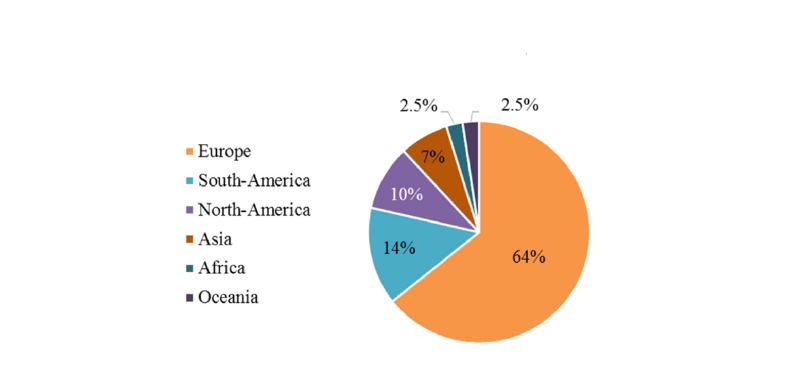 2.5%
2.5%
Europe
South-America
North-America
Asia
Africa
Oceania
7%
10%
14%
64%